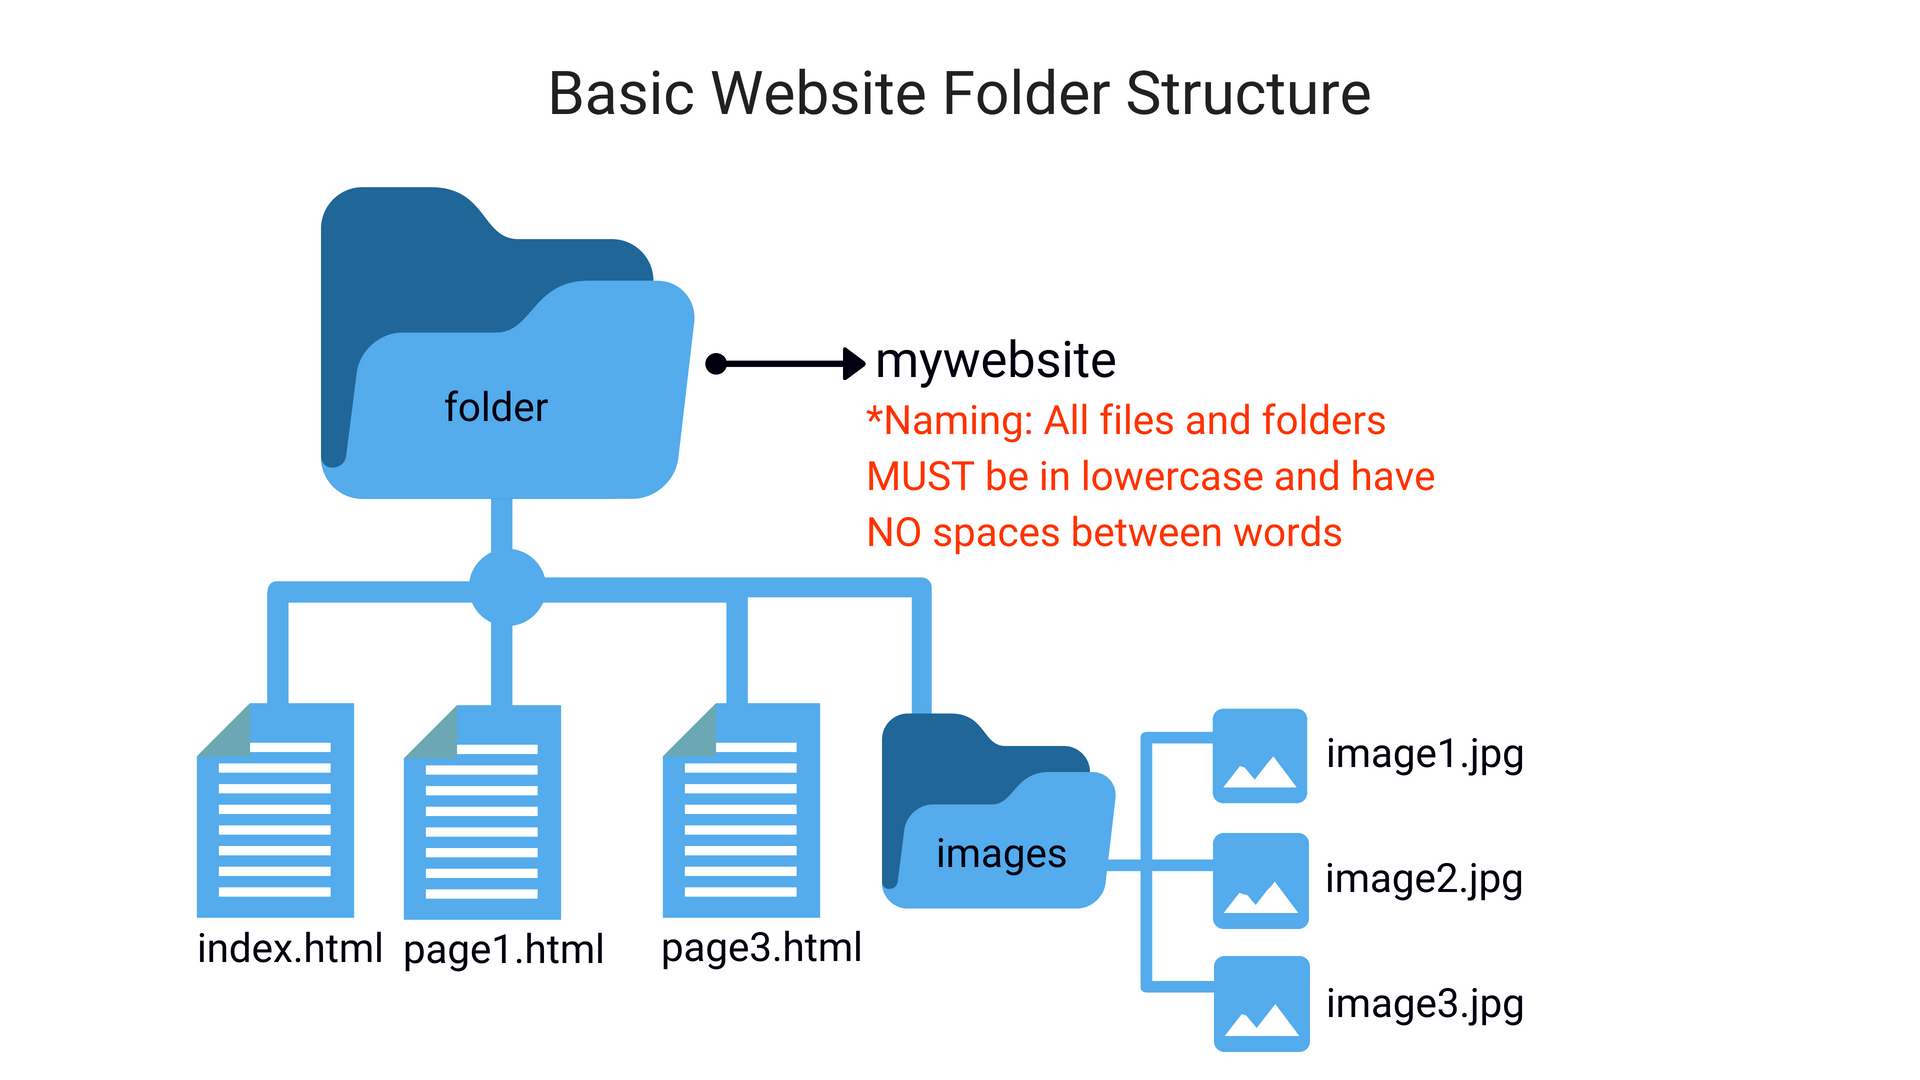 Basic Website Folder Structure
folder
mywebsite
*Naming: All files and folders
MUST be in lowercase and have
NO spaces between words
index.html
page1.html
page3.html
images
image1.jpg
image2.jpg
image3.jpg